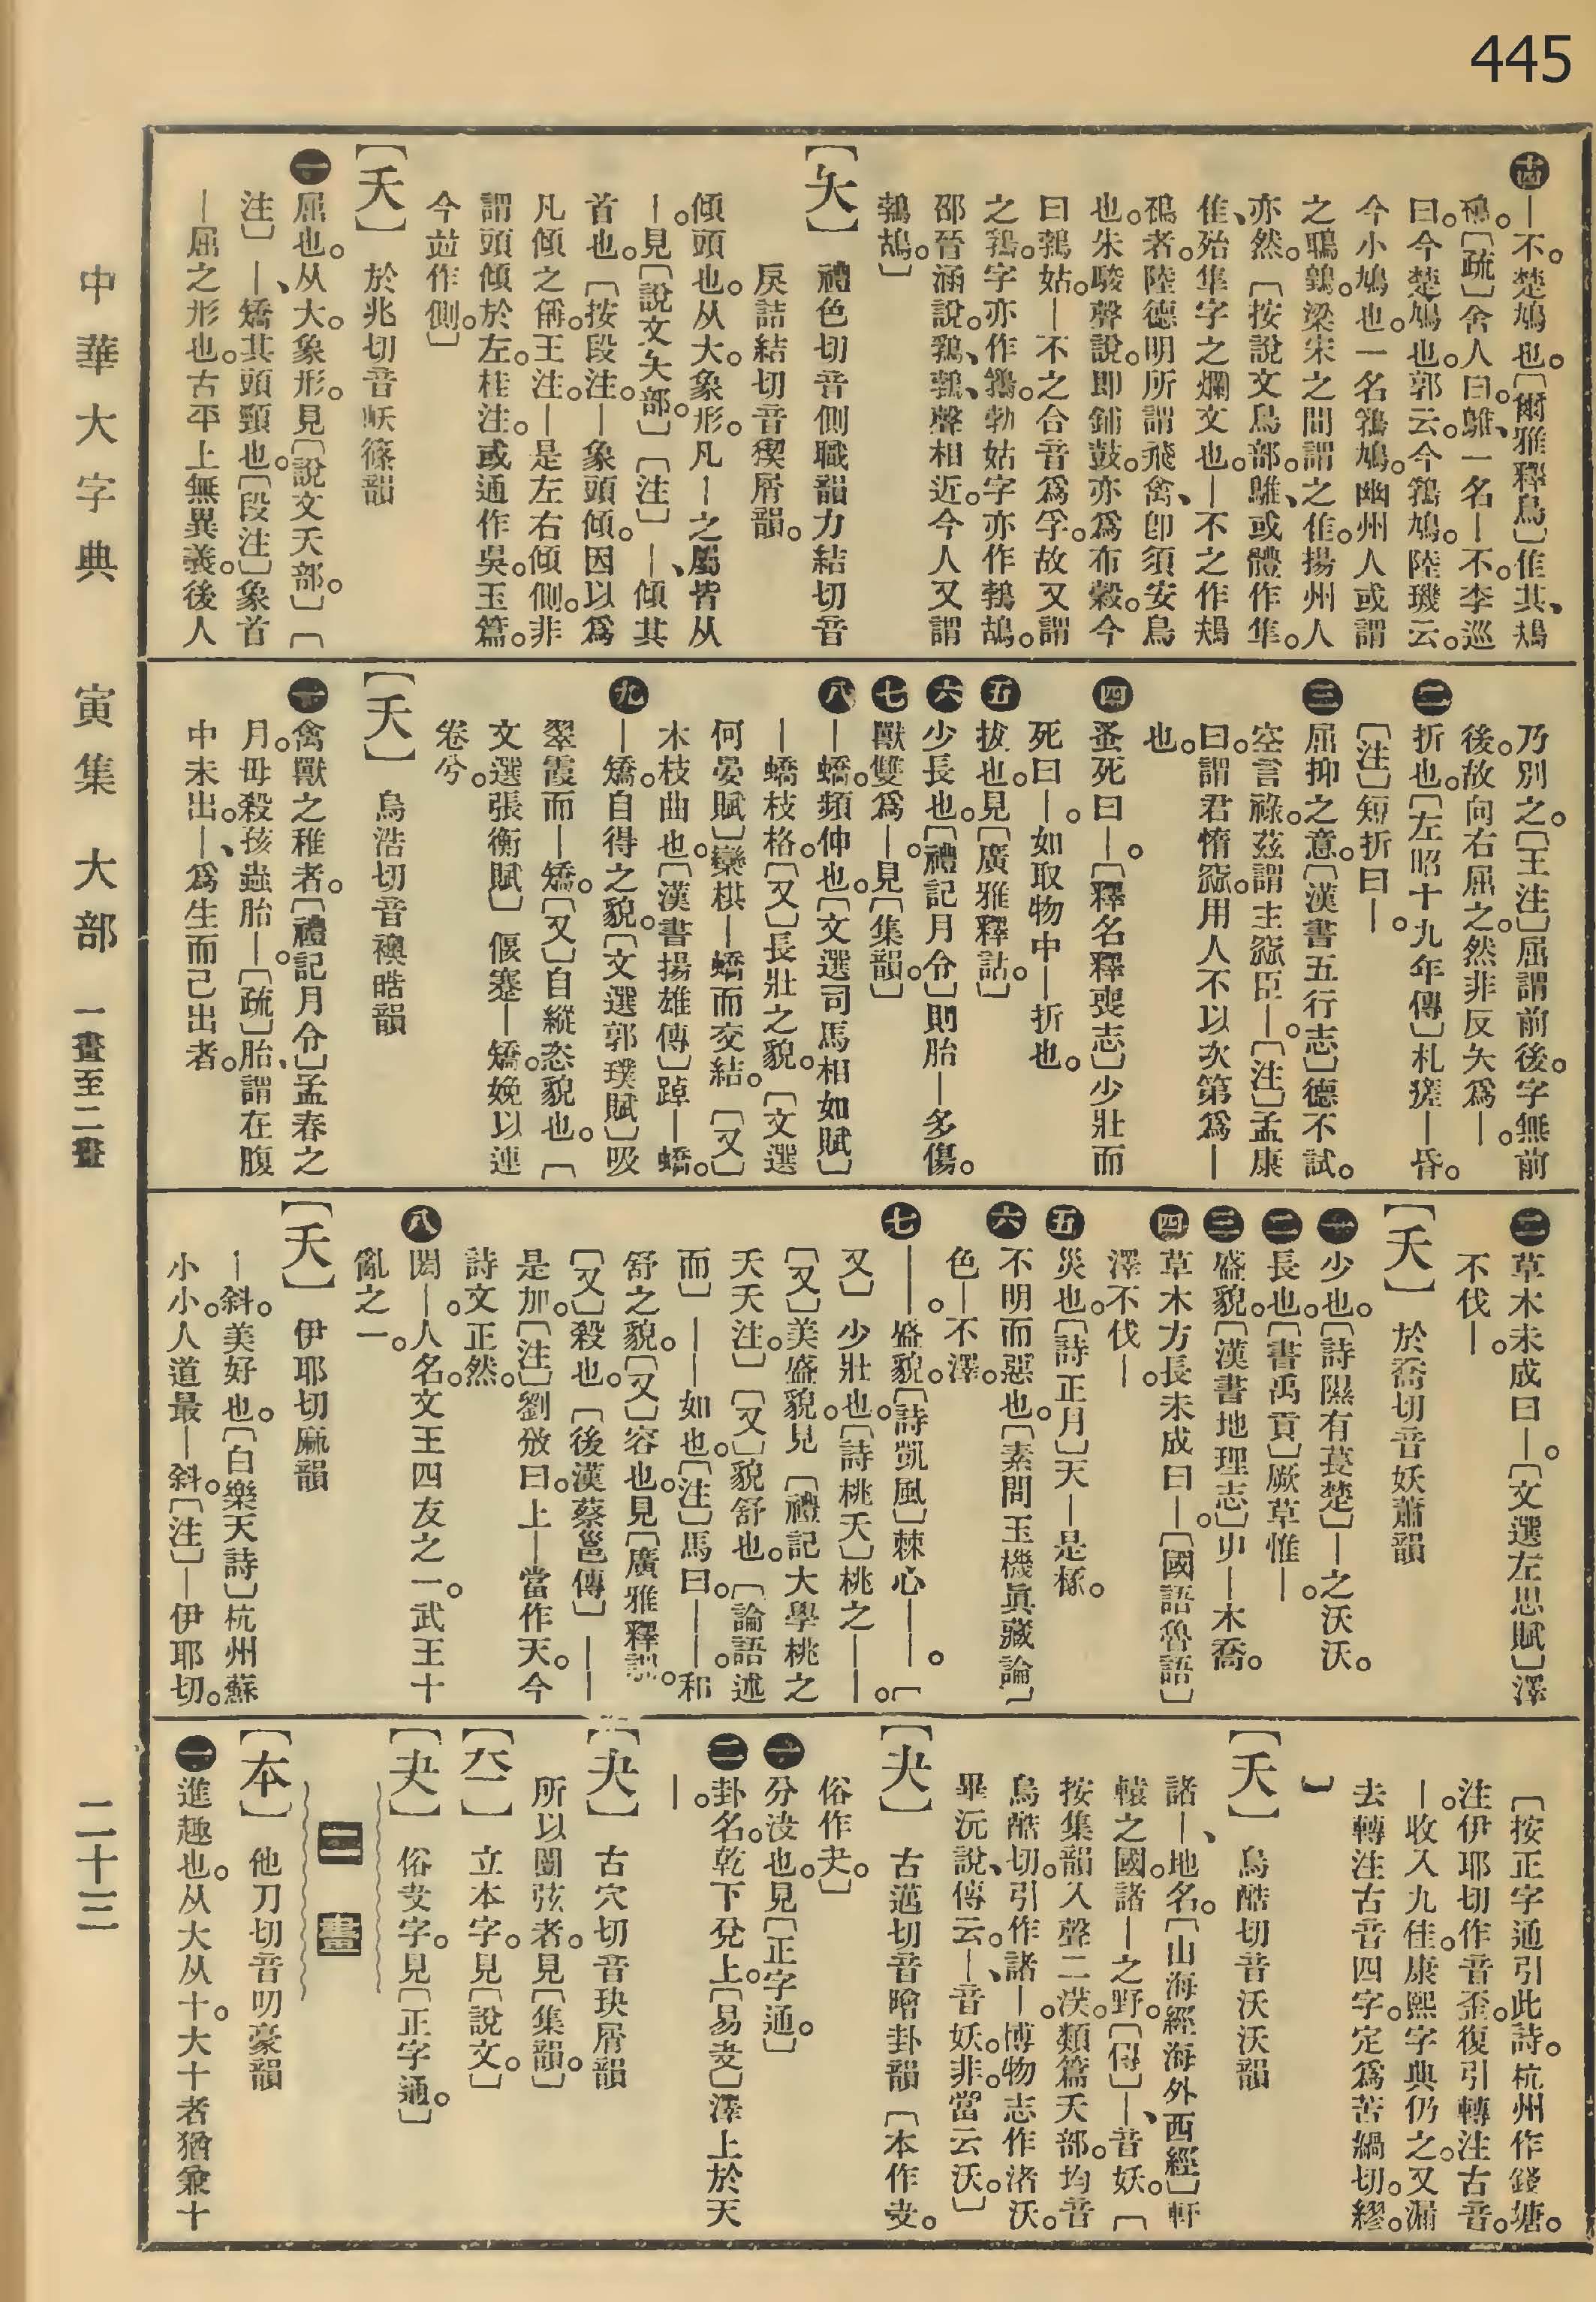 445
⑭｜不。楚鳩也。〔爾雅釋鳥〕隹其、鳺
鴀。〔疏〕舍人曰。鵻、一名｜不。李巡
曰。今楚鳩也。郭云。今鵓鳩。陸璣云。
今小鳩也。一名鵓鳩。幽州人或謂
之鷱鷎。梁宋之間謂之隹。揚州人
亦然。〔按說文鳥部。鵻、或體作隼。
隹、殆隼字之爛文也。｜不之作鳺
鴀者。陸德明所謂飛禽、卽須安鳥
也。朱駿聲說。卽鋪鼓。亦爲布穀。今
曰鵓姑。｜不之合音爲孚。故又謂
之鵓。字亦作鵓。勃姑字亦作鵓鴣。
邵晉涵說。鵓、鵓、聲相近。今人又謂
鵓鴣。〕
〔夨〕 禮色切音側職韻力結切音
戾詰結切音猰屑韻。
傾頭也。从大。象形。凡｜之屬皆从
｜。見〔說文夨部。〕〔注〕｜、傾其
首也。〔按段注。｜象頭傾。因以爲
凡傾之稱。王注。｜是左右傾側。非
謂頭傾於左。桂注。或通作吳。玉篇。
今竝作側。〕
〔夭〕 於兆切音䬾篠韻
㊀屈也。从大。象形。見〔說文夭部。〕〔
注〕｜、矯其頭頸也。〔段注〕象首
｜屈之形也。古平上無異義。後人
乃別之。〔王注〕屈謂前後。字無前
後。故向右屈之。然非反夨爲｜。
㊁折也。〔左昭十九年傳〕札瘥｜昏。
〔注〕短折曰｜。
㊂屈抑之意。〔漢書五行志〕德不試。
空言祿。茲謂主窳臣｜。〔注〕孟康
曰。謂君惰窳。用人不以次第爲｜
也。
㊃蚤死曰｜。〔釋名釋喪志〕少壯而
死曰｜。如取物中｜折也。
㊄拔也。見〔廣雅釋詁。〕
㊅少長也。〔禮記月令〕則胎｜多傷。
㊆獸雙爲｜。見〔集韻。〕
㊇｜蟜。頻伸也。〔文選司馬相如賦〕
｜蟜枝格。〔又〕長壯之貌。〔文選
何晏賦〕欒栱｜蟜而交結。〔又〕
木枝曲也。〔漢書揚雄傳〕踔｜蟜。
㊈｜矯。自得之貌。〔文選郭璞賦〕吸
翠霞而｜矯。〔又〕自縱恣貌也。〔
文選張衡賦〕偃蹇｜矯。娩以連
卷兮。
〔夭〕 烏浩切音襖晧韻
㊀禽獸之稚者。〔禮記月令〕孟春之
月。毋殺孩蟲胎｜。〔疏〕胎、謂在腹
中未出。｜、爲生而已出者。
㊁草木未成曰｜。〔文選左思賦〕澤
不伐｜。
〔夭〕 於喬切音妖蕭韻
㊀少也。〔詩隰有萇楚〕｜之沃沃。
㊁長也。〔書禹貢〕厥草惟｜。
㊂盛貌。〔漢書地理志〕屮｜木喬。
㊃草木方長未成曰｜。〔國語魯語〕
澤不伐｜。
㊄災也。〔詩正月〕天｜是椓。
㊅不明而惡也。〔素問玉機眞藏論〕
色｜不澤。
㊆｜｜。盛貌。〔詩凱風〕棘心｜｜。〔
又〕少壯也。〔詩桃夭〕桃之｜｜。
〔又〕美盛貌。見〔禮記大學桃之
夭夭注。〕〔又〕貌舒也。〔論語述
而〕｜｜如也。〔注〕馬曰。｜｜。和
舒之貌。〔又〕容也。見〔廣雅釋訓。
〔又〕殺也。〔後漢蔡邕傳〕｜｜
是加。〔注〕劉攽曰。上｜當作天。今
詩文正然。
㊇閎｜。人名。文王四友之一。武王十
亂之一。
〔夭〕 伊耶切麻韻
｜斜。美好也。〔白樂天詩〕杭州蘇
小小。人道最｜斜。〔注〕｜伊耶切。
〔按正字通引此詩。杭州作錢塘。
注伊耶切作音歪。復引轉注古音。
｜收入九佳。康熙字典仍之。又漏
去轉注古音四字。定爲苦緺切。繆。
〕
〔夭〕 烏酷切音沃沃韻
諸｜、地名。〔山海經海外西經〕軒
轅之國。諸｜之野。〔傳〕｜、音妖。〔
按集韻入聲二沃。類篇夭部。均音
烏酷切。引作諸｜。博物志作渚沃。
畢沅說、傳云。｜、音妖。非。當云沃。〕
〔夬〕 古邁切音鱠卦韻 〔本作叏。
俗作夬。〕
㊀分決也。見〔正字通。〕
㊁卦名。乾下兌上。〔易夬〕澤上於天
｜。
〔夬〕 古穴切音玦屑韻
所以闓弦者。見〔集韻。〕
〔亣〕 立本字。見〔說文。〕
〔夬〕 俗叏字。見〔正字通。〕
二畫
〔夲〕 他刀切音叨豪韻
㊀進趣也。从大从十。大十者猶兼十
中華大字典 寅集 大部 一畫至二畫 二十三